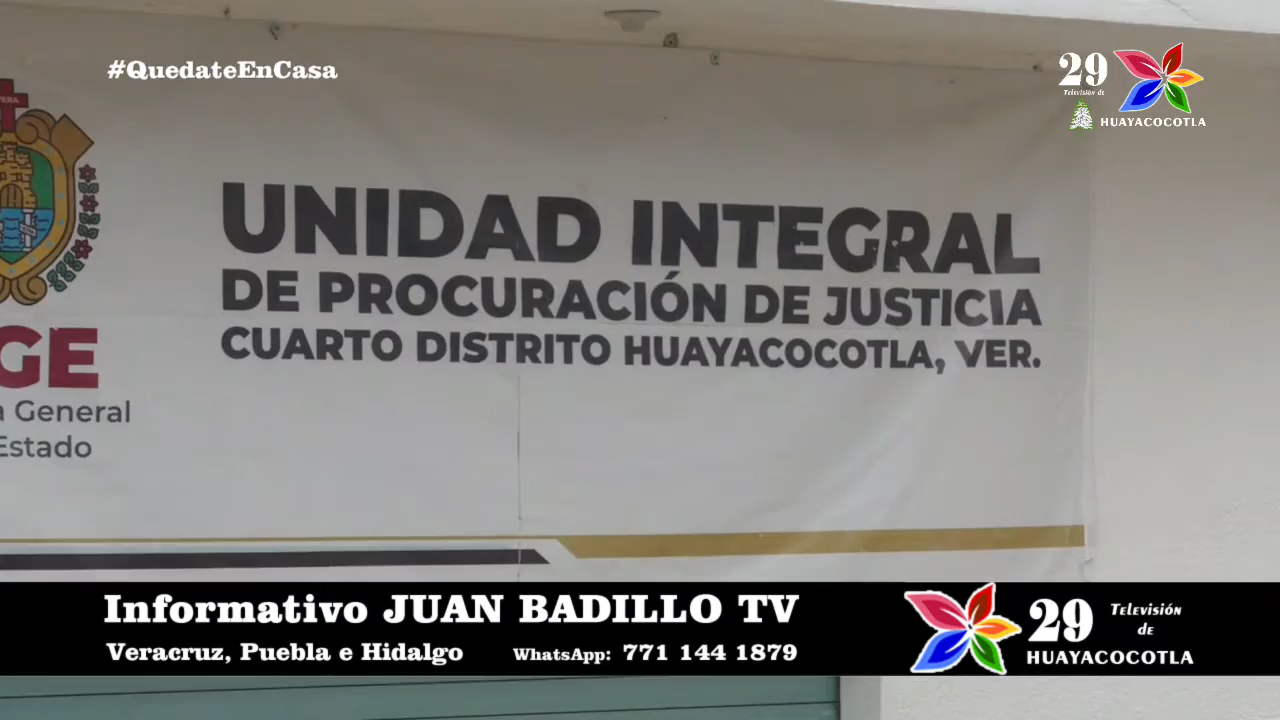 #QuedateEnCasa
29
Televisión de
HUAYACOCOTLA
VERA
UNIDAD INTEGRAL
DE PROCURACIÓN DE JUSTICIA
CUARTO DISTRITO HUAYACOCOTLA, VER.
GE
a General
Estado
Informativo JUAN BADILLO TV
Veracruz, Puebla e Hidalgo WhatsApp: 771 144 1879
29 Televisión
de
HUAYACOCOTLA